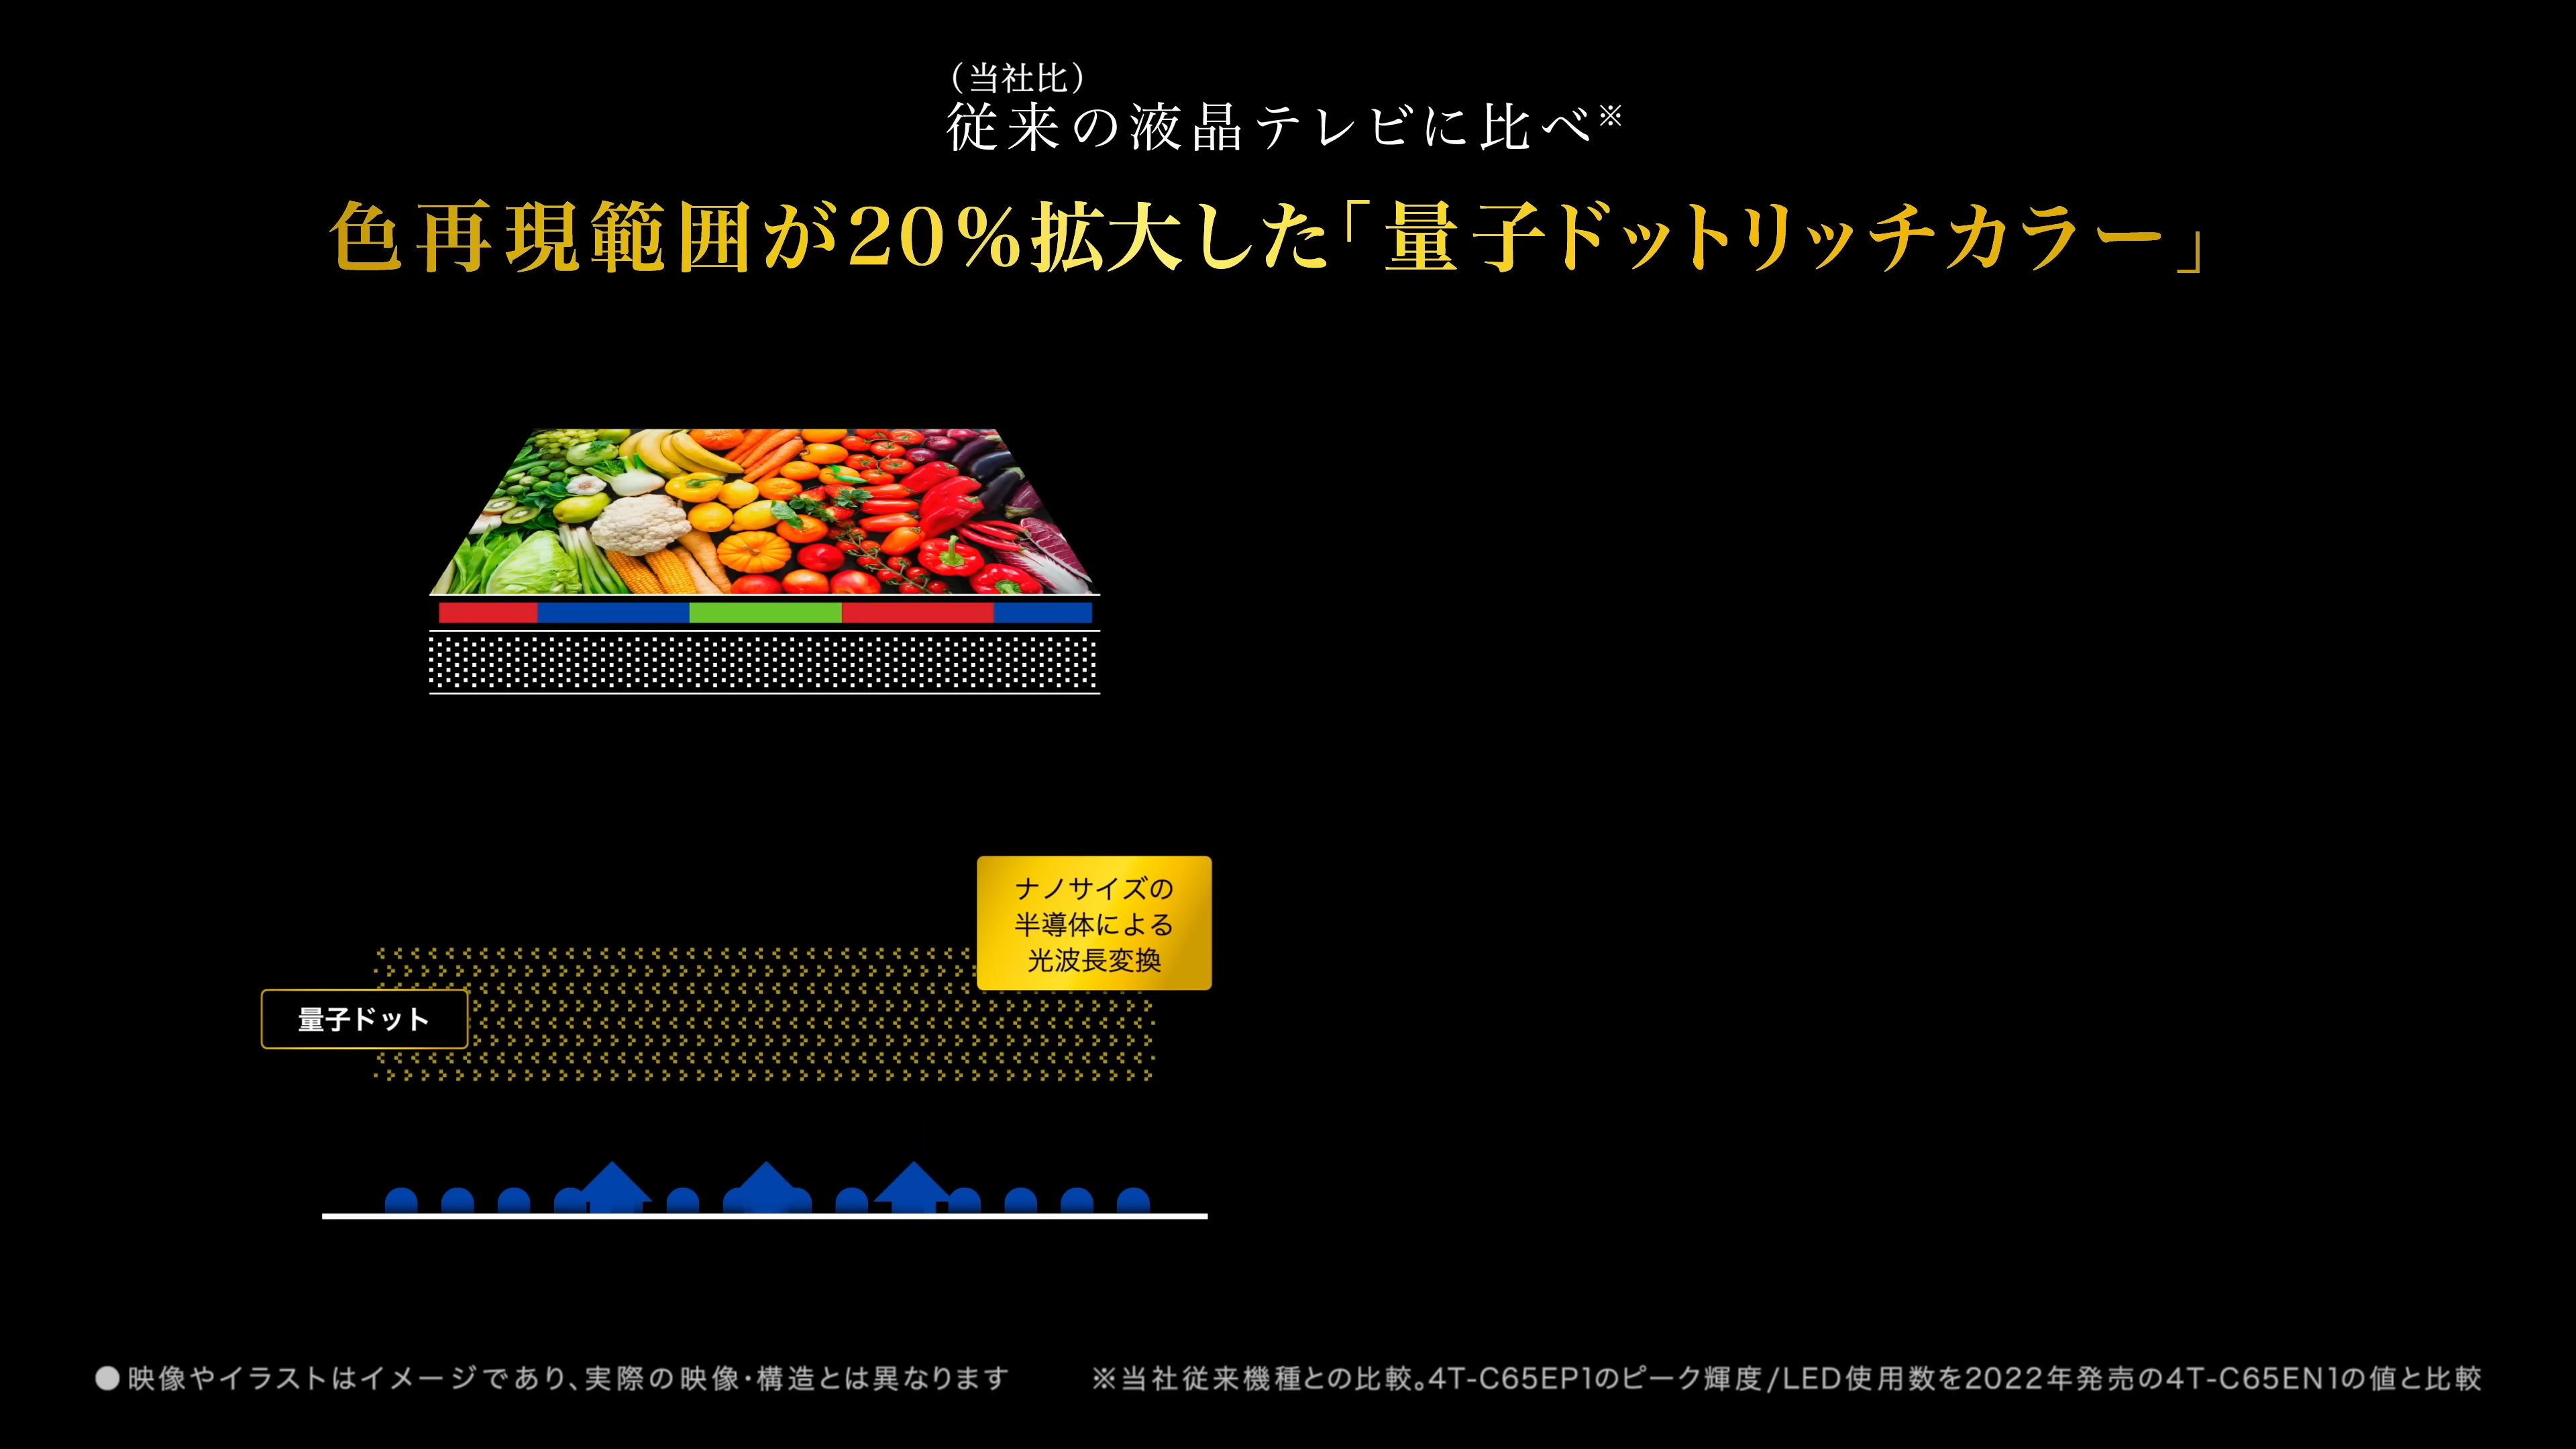 （当社比）
従来の液晶テレビに比べ※
色再現範囲が20%拡大した「量子ドットリッチカラー」
ナノサイズの
半導体による
光波長変換
量子ドット
●映像やイラストはイメージであり、実際の映像・構造とは異なります
※当社従来機種との比較。4T-C65EP1のピーク輝度/LED使用数を2022年発売の4T-C65EN1の値と比較